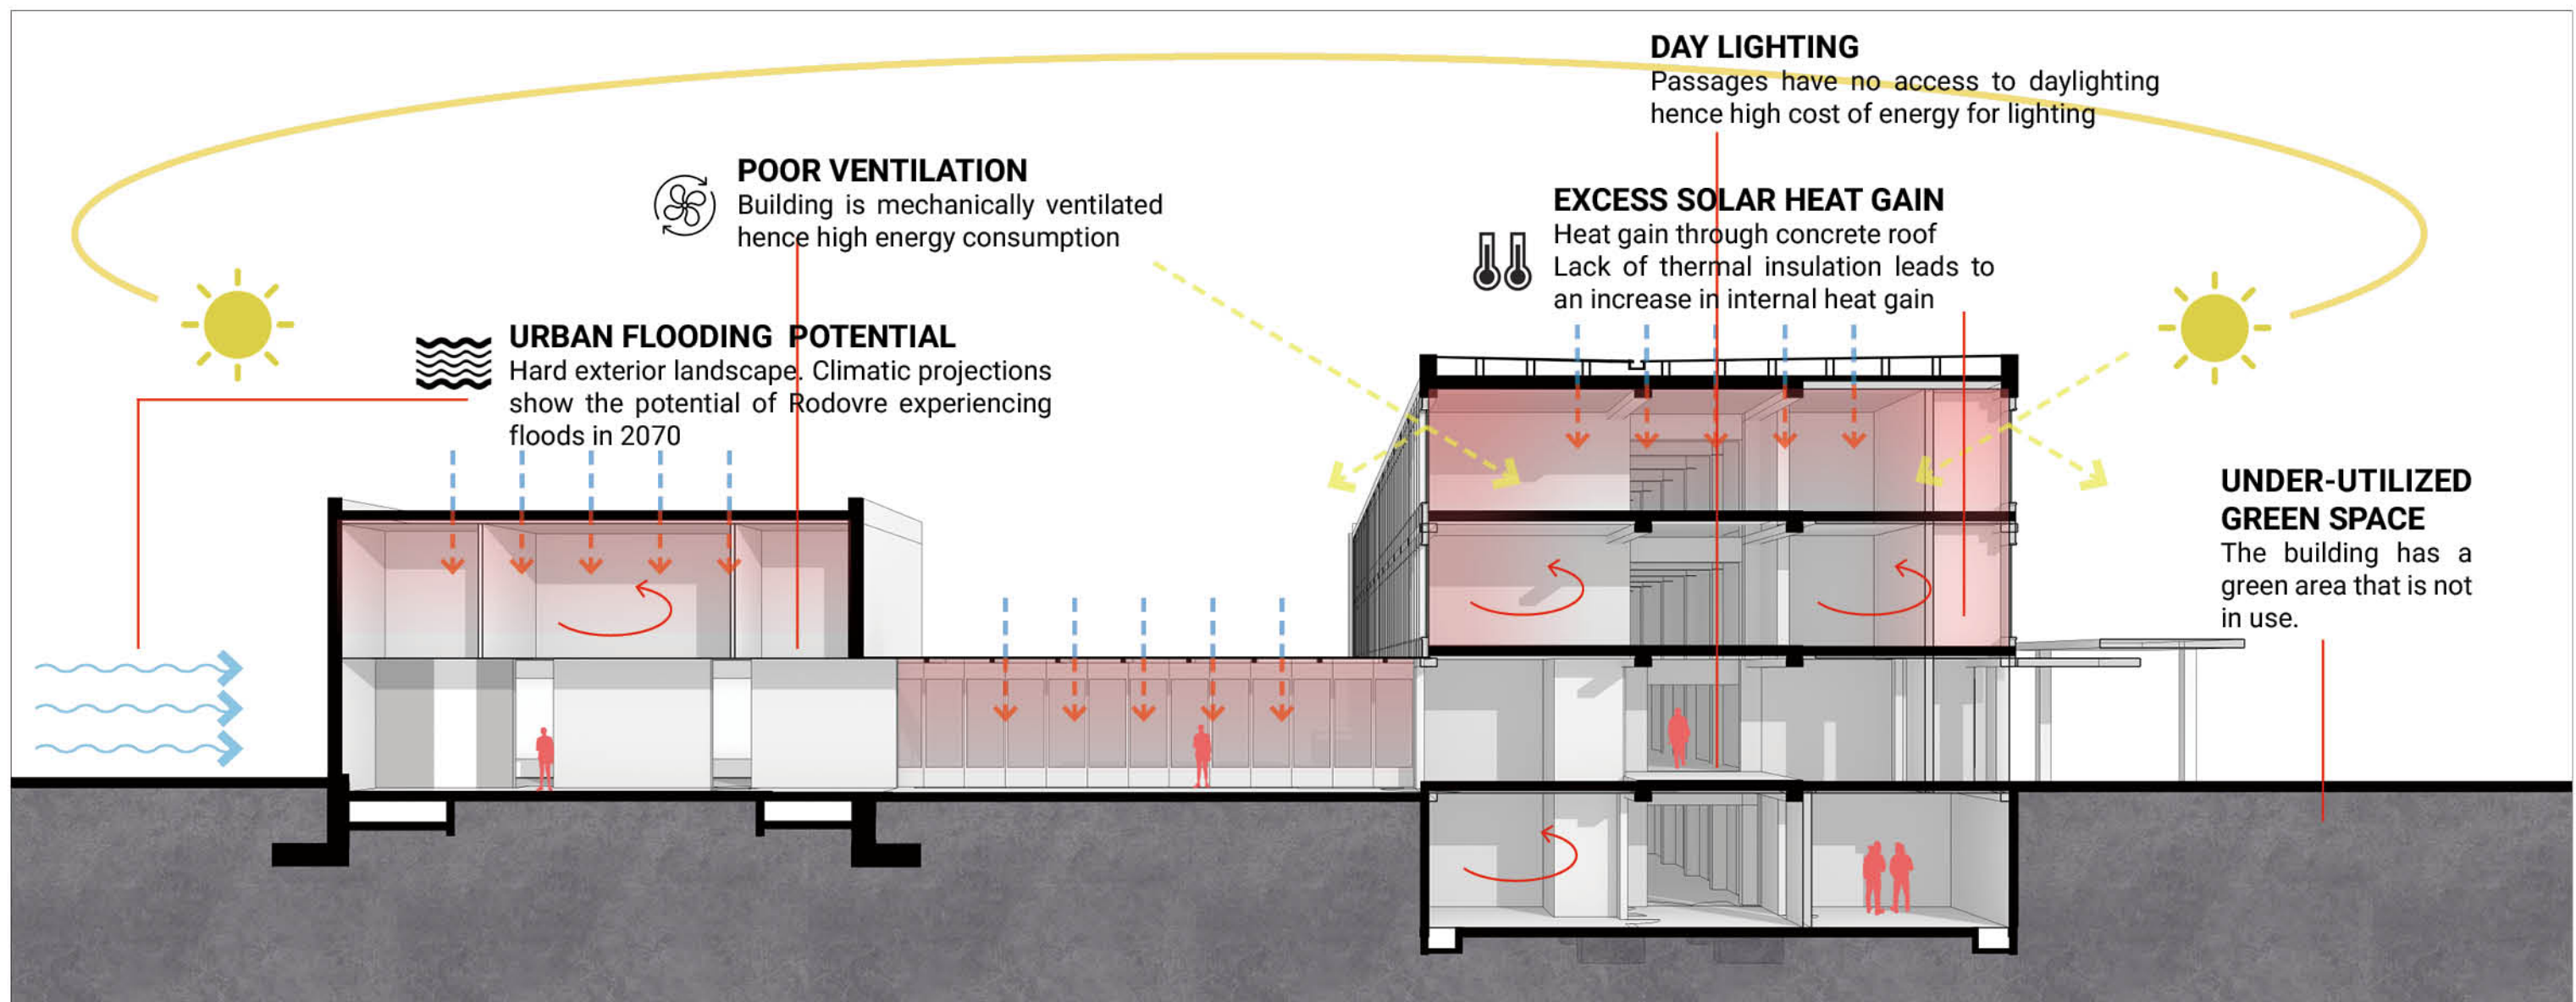 DAY LIGHTING
Passages have no access to daylighting
hence high cost of energy for lighting
POOR VENTILATION
Building is mechanically ventilated
hence high energy consumption
EXCESS SOLAR HEAT GAIN
Heat gain through concrete roof
Lack of thermal insulation leads to
an increase in internal heat gain
URBAN FLOODING POTENTIAL
Hard exterior landscape. Climatic projections
show the potential of Rodovre experiencing
floods in 2070
UNDER-UTILIZED
GREEN SPACE
The building has a
green area that is not
in use.